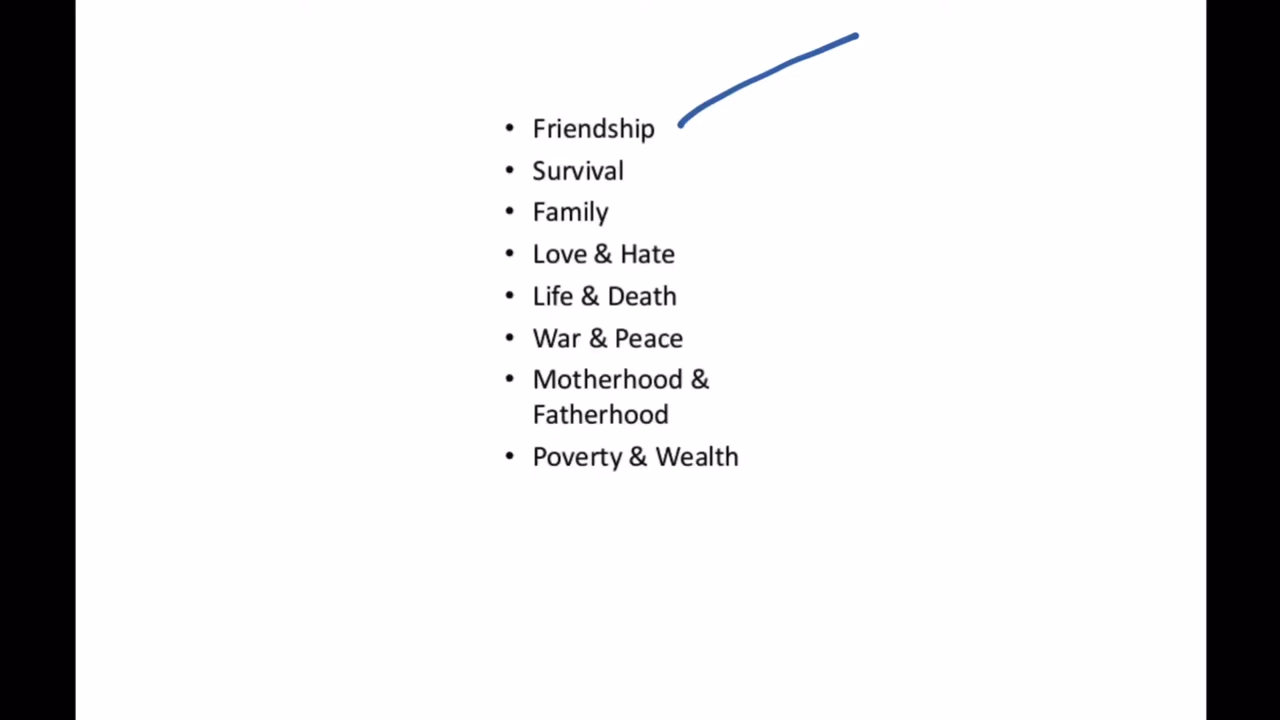 • Friendship
• Survival
• Family
• Love & Hate
• Life & Death
• War & Peace
• Motherhood &
Fatherhood
• Poverty & Wealth